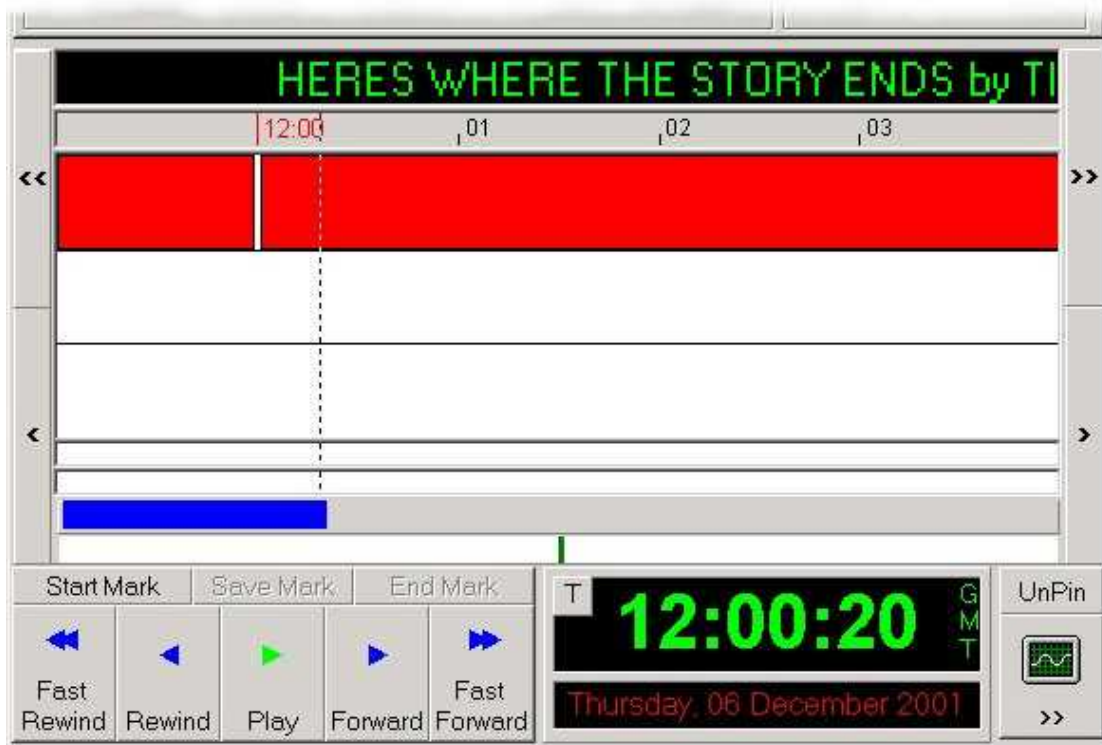 HERES WHERE THE STORY ENDS by TI
12:00 01 02 03
<< >>
< >
Start Mark Save Mark End Mark
Fast Rewind Rewind Play Forward Fast Forward
T 12:00:20 GMT
Thursday, 06 December 2001
UnPin
>>